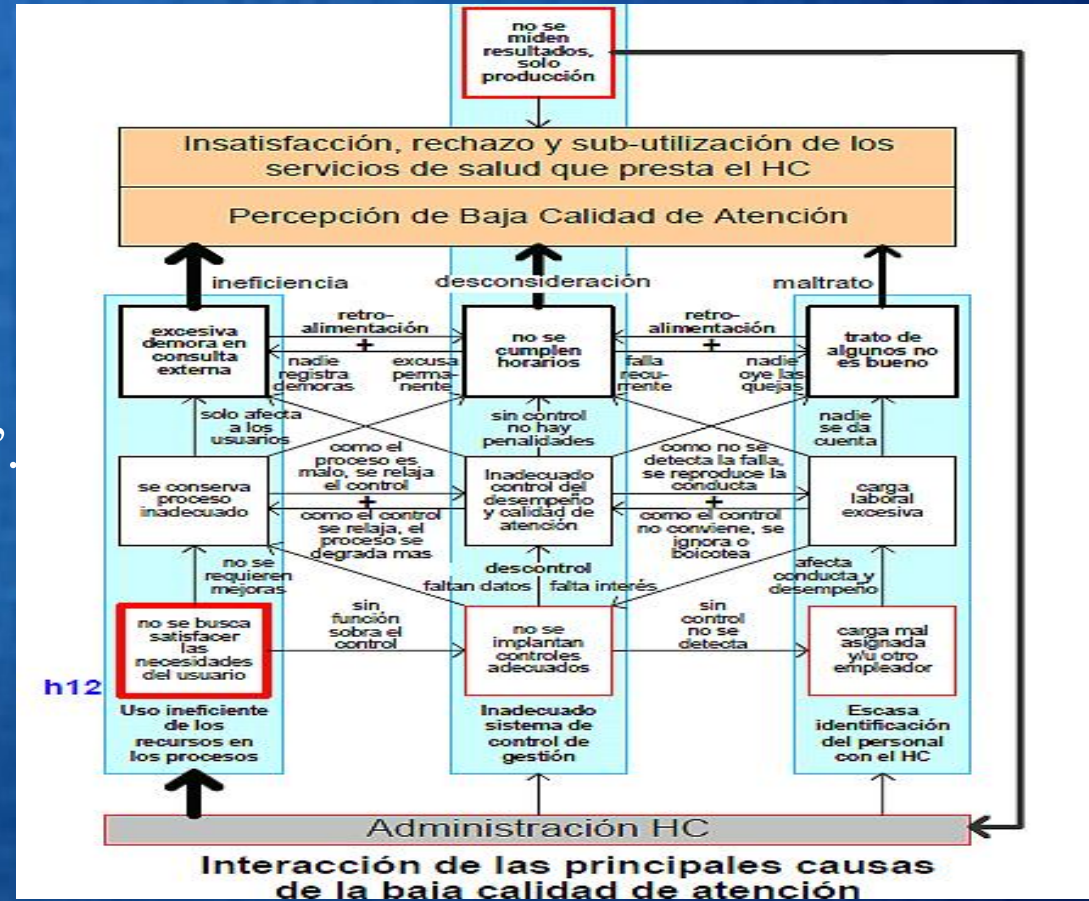 no se
miden
resultados,
solo
producción
Insatisfacción, rechazo y sub-utilización de los
servicios de salud que presta el HC
Percepción de Baja Calidad de Atención
ineficiencia
desconsideración
maltrato
excesiva
demora en
consulta
externa
retro-
alimentación
+
nadie
registra
demoras
excusa
perma-
nente
no se
cumplen
horarios
retro-
alimentación
+
falla
recu-
rrente
nadie
oye las
quejas
trato de
algunos no
es bueno
solo afecta
a los
usuarios
sin control
no hay
penalidades
nadie
se da
cuenta
se conserva
proceso
inadecuado
como el
proceso es
malo, se relaja
el control
+
como el control
se relaja, el
proceso se
degrada mas
Inadecuado
control del
desempeño
y calidad de
atención
como no se
detecta la falla,
se reproduce la
conducta
+
como el control
no conviene, se
ignora o
boicotea
carga
laboral
excesiva
no se
requieren
mejoras
descontrol
faltan datos
falta interés
afecta
conducta y
desempeño
no se busca
satisfacer
las
necesidades
del usuario
sin
función
sobra el
control
no se
implantan
controles
adecuados
sin
control
no se
detecta
carga mal
asignada
y/u otro
empleador
h12
Uso ineficiente
de los
recursos en
los procesos
Inadecuado
sistema de
control de
gestión
Escasa
identificación
del personal
con el HC
Administración HC
Interacción de las principales causas
de la baja calidad de atención